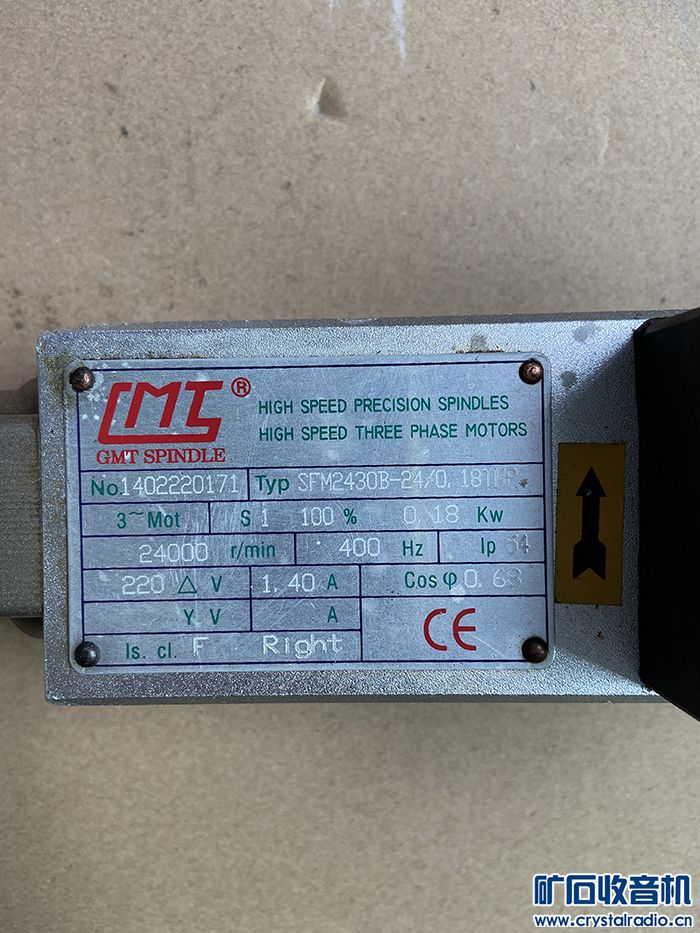 GMT ®
GMT SPINDLE
HIGH SPEED PRECISION SPINDLES
HIGH SPEED THREE PHASE MOTORS
No 1402220171 Typ SFM2430B-24/0.18
3~Mot S 1 100 % 0.18 Kw
24000 r/min 400 Hz Ip 54
220 △ V 1.40 A Cos φ 0.68
Y V A
Is. cl. F Right CE
矿石收音机
www.crystalradio.cn